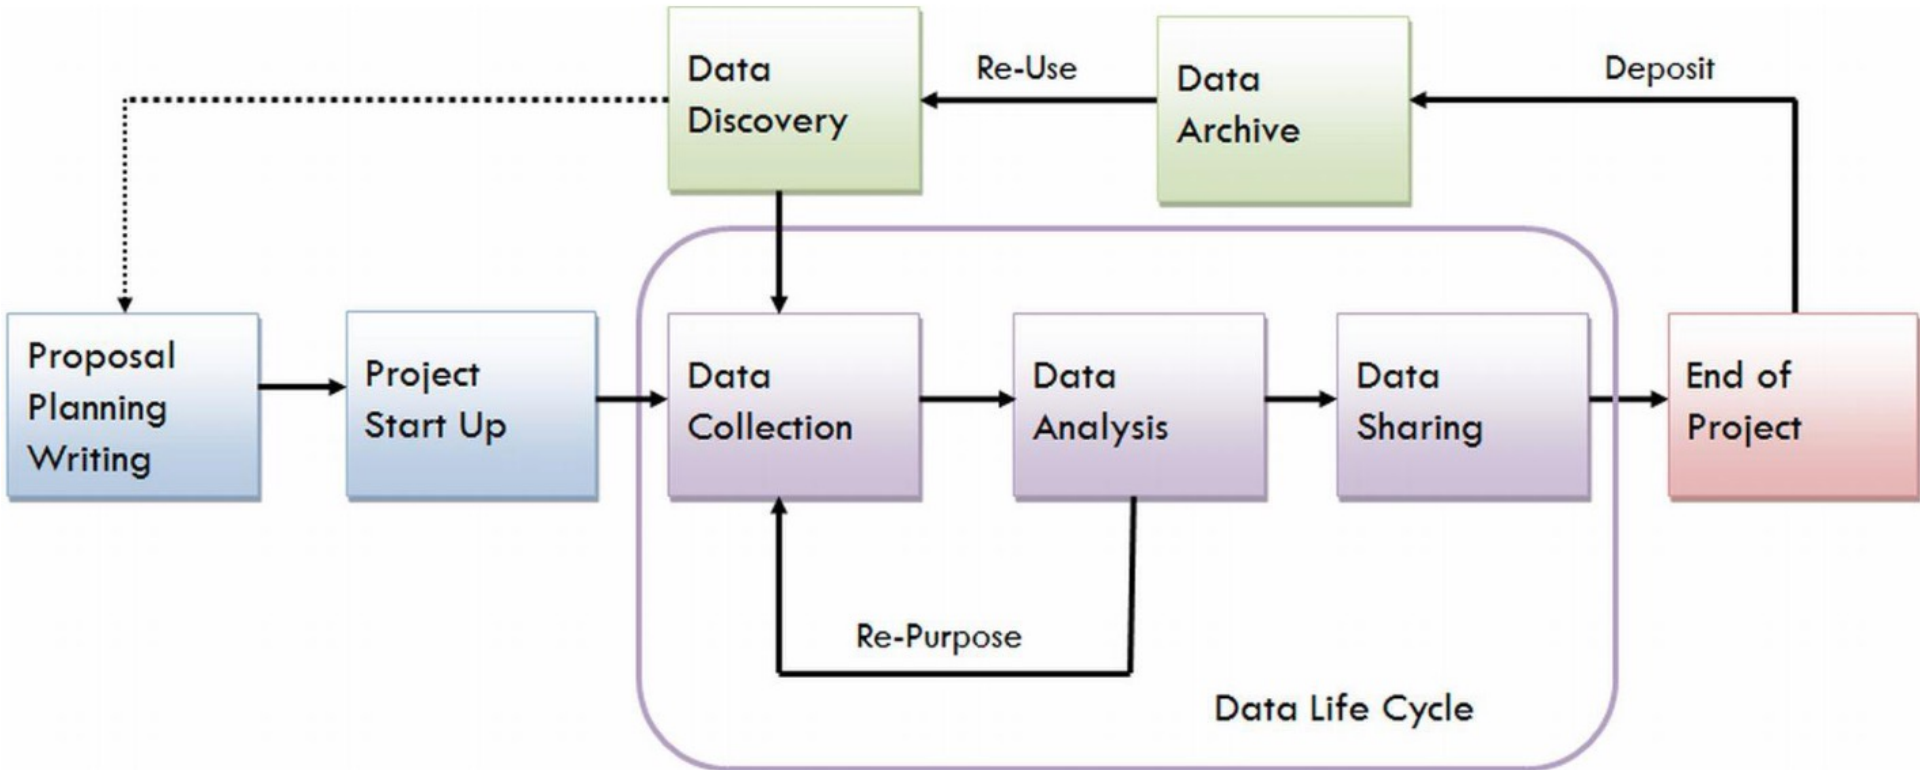 Data
Discovery
Re-Use
Data
Archive
Deposit
Proposal
Planning
Writing
Project
Start Up
Data
Collection
Data
Analysis
Data
Sharing
End of
Project
Re-Purpose
Data Life Cycle